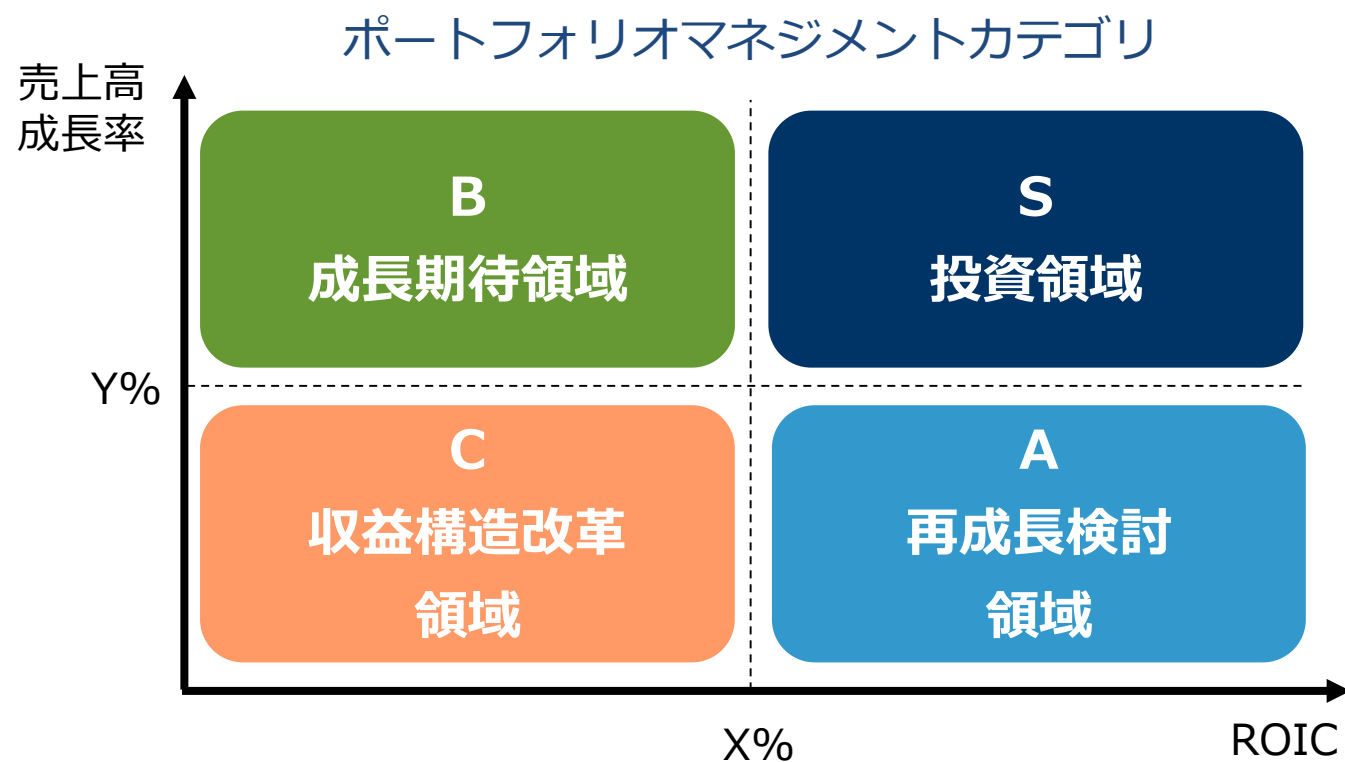 ポートフォリオマネジメントカテゴリ
売上高
成長率
B
成長期待領域
S
投資領域
Y%
C
収益構造改革
領域
A
再成長検討
領域
X%
ROIC